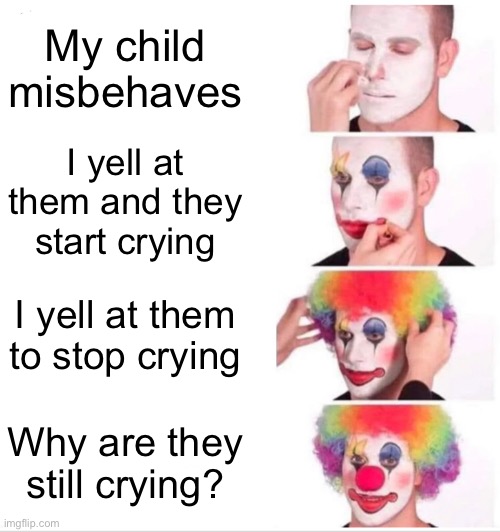 My child
misbehaves
I yell at
them and they
start crying
I yell at them
to stop crying
Why are they
still crying?
imgflip.com